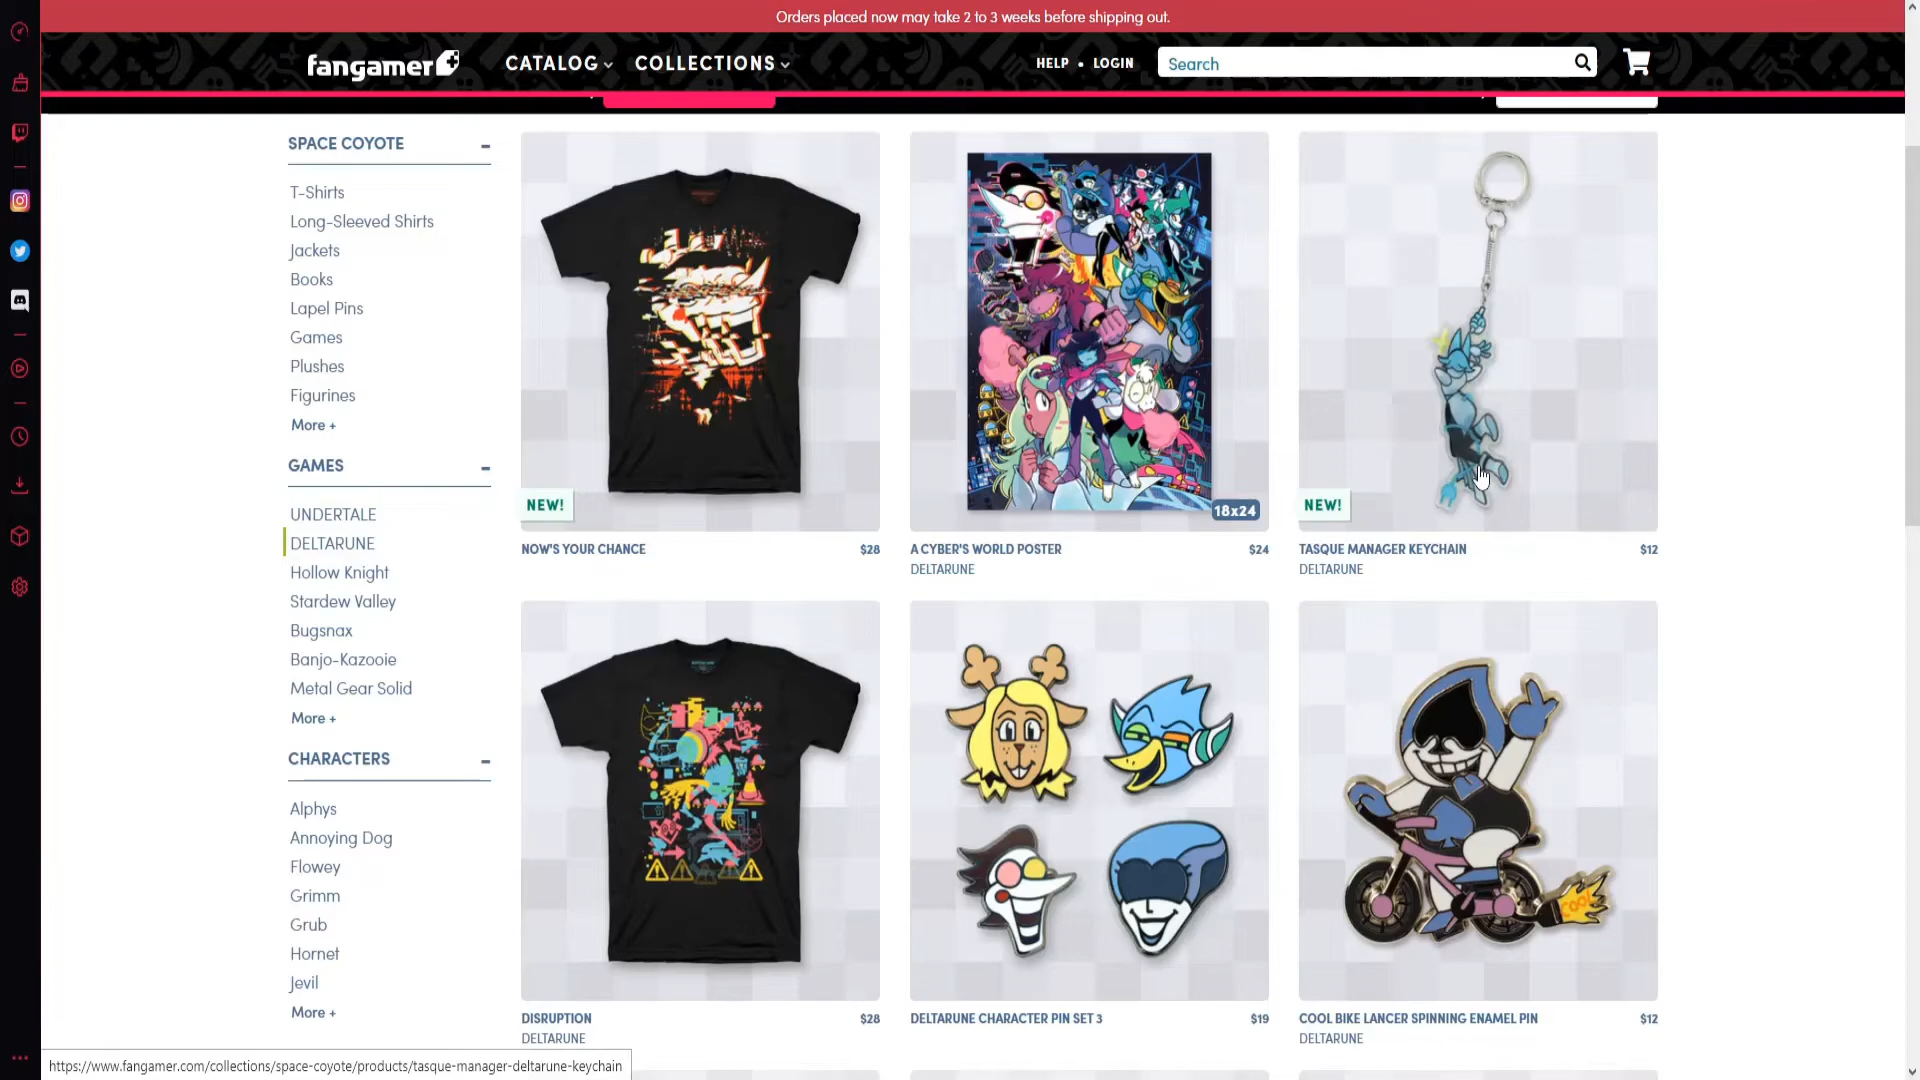 Orders placed now may take 2 to 3 weeks before shipping out.
fangamer
CATALOG
COLLECTIONS
HELP • LOGIN
Search
SPACE COYOTE
T-Shirts
Long-Sleeved Shirts
Jackets
Books
Lapel Pins
Games
Plushes
Figurines
More +
GAMES
UNDERTALE
DELTARUNE
Hollow Knight
Stardew Valley
Bugsnax
Banjo-Kazooie
Metal Gear Solid
More +
CHARACTERS
Alphys
Annoying Dog
Flowey
Grimm
Grub
Hornet
Jevil
More +
NEW!
NOW'S YOUR CHANCE $28
18x24
A CYBER'S WORLD POSTER $24
DELTARUNE
NEW!
TASQUE MANAGER KEYCHAIN $12
DELTARUNE
DISRUPTION $28
DELTARUNE
DELTARUNE CHARACTER PIN SET 3 $19
COOL
COOL BIKE LANCER SPINNING ENAMEL PIN $12
DELTARUNE
https://www.fangamer.com/collections/space-coyote/products/tasque-manager-deltarune-keychain